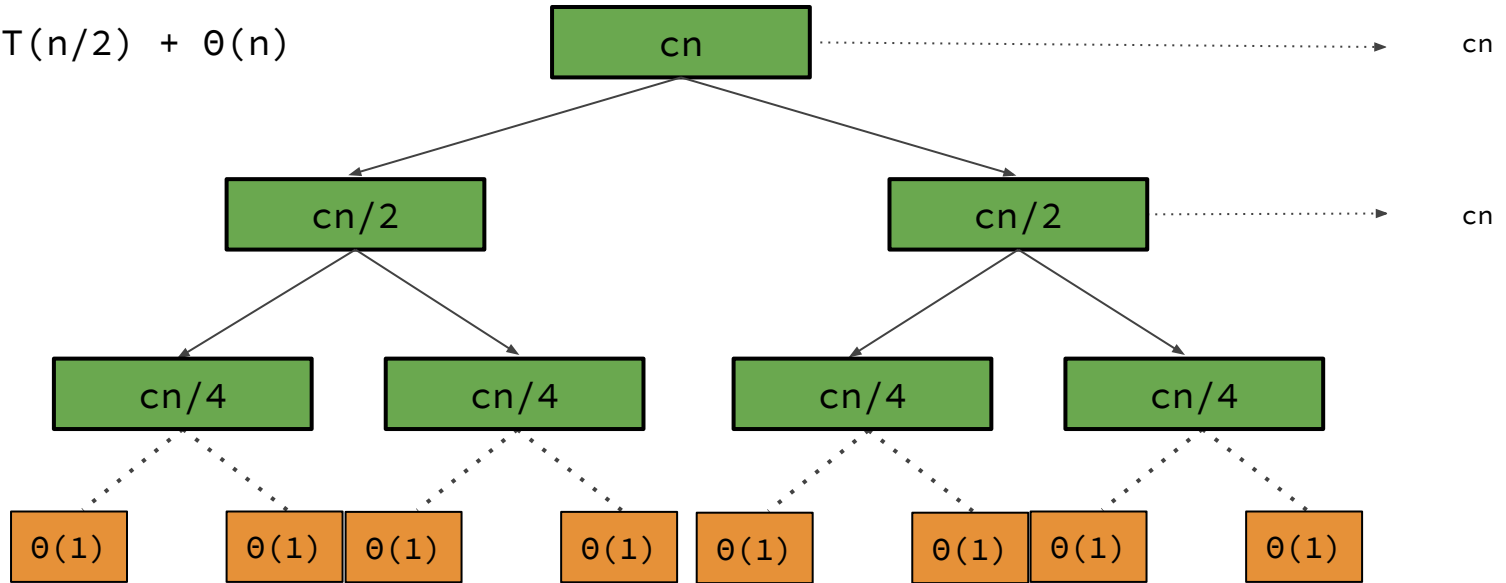 T(n/2) + Θ(n) cn cn
cn/2 cn/2 cn
cn/4 cn/4 cn/4 cn/4
Θ(1) Θ(1) Θ(1) Θ(1) Θ(1) Θ(1) Θ(1) Θ(1)